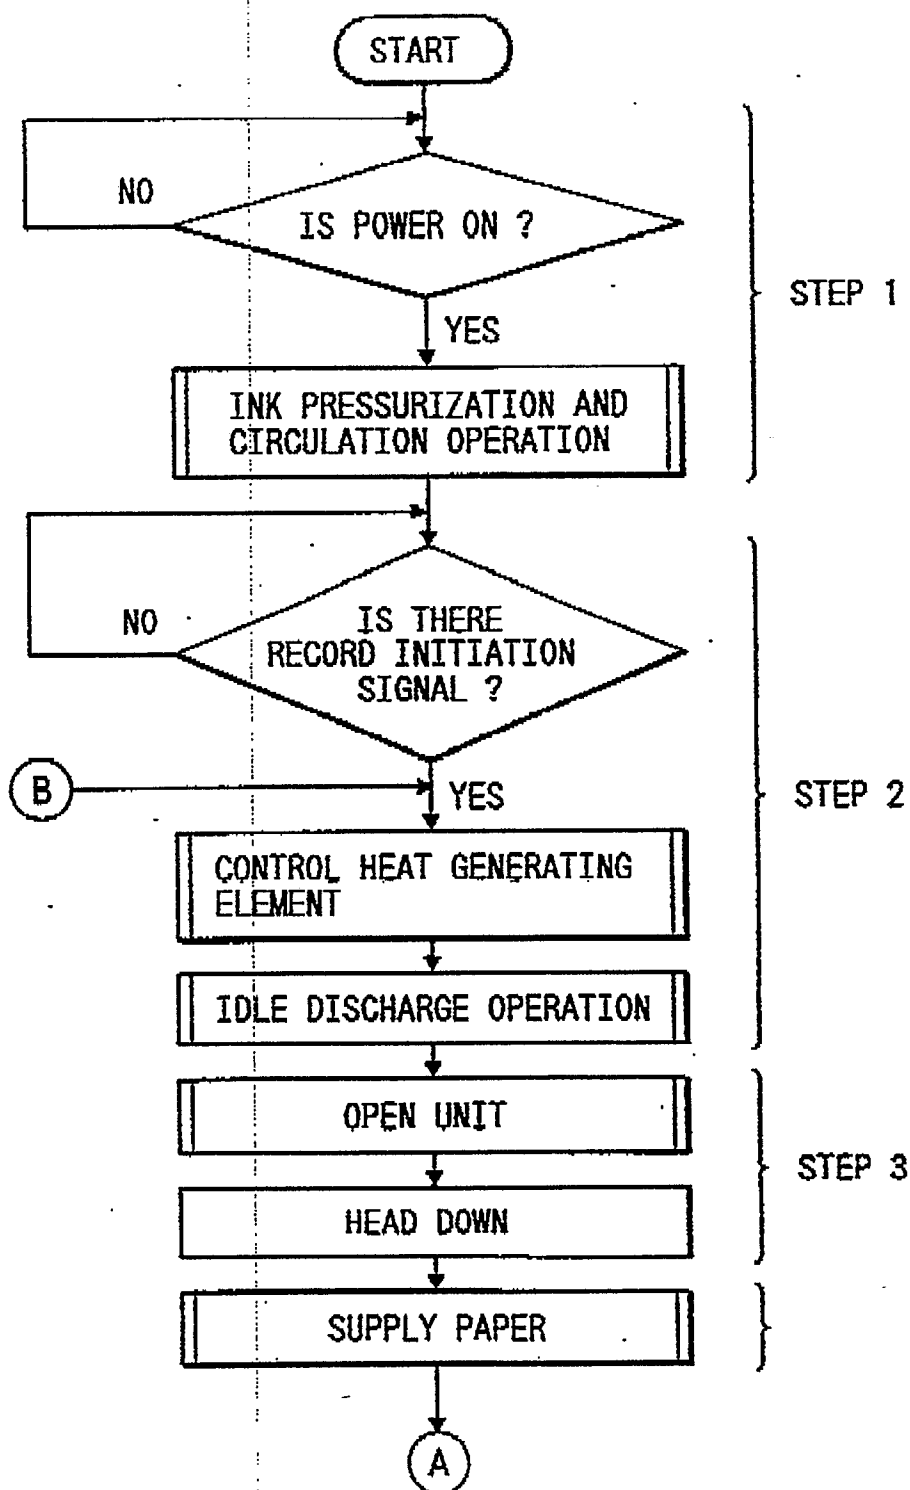 START
NO
IS POWER ON ?
STEP 1
YES
INK PRESSURIZATION AND
CIRCULATION OPERATION
NO
IS THERE
RECORD INITIATION
SIGNAL ?
B
YES
STEP 2
CONTROL HEAT GENERATING
ELEMENT
IDLE DISCHARGE OPERATION
OPEN UNIT
STEP 3
HEAD DOWN
SUPPLY PAPER
A